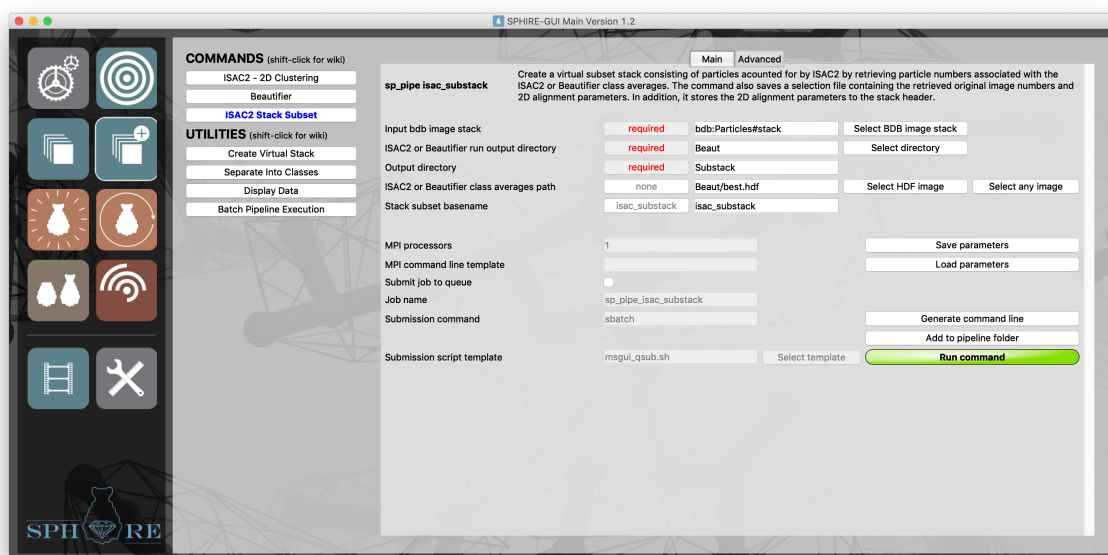 SPHIRE-GUI Main Version 1.2
COMMANDS (shift-click for wiki)
ISAC2 - 2D Clustering
Beautifier
ISAC2 Stack Subset
UTILITIES (shift-click for wiki)
Create Virtual Stack
Separate Into Classes
Display Data
Batch Pipeline Execution
SPHIRE
Main Advanced
sp_pipe isac_substack
Create a virtual subset stack consisting of particles acounted for by ISAC2 by retrieving particle numbers associated with the
ISAC2 or Beautifier class averages. The command also saves a selection file containing the retrieved original image numbers and
2D alignment parameters. In addition, it stores the 2D alignment parameters to the stack header.
Input bdb image stack required bdb:Particles#stack Select BDB image stack
ISAC2 or Beautifier run output directory required Beaut Select directory
Output directory required Substack
ISAC2 or Beautifier class averages path none Beaut/best.hdf Select HDF image Select any image
Stack subset basename isac_substack isac_substack
MPI processors 1 Save parameters
MPI command line template Load parameters
Submit job to queue
Job name sp_pipe_isac_substack
Submission command sbatch Generate command line
Add to pipeline folder
Submission script template msgui_qsub.sh Select template Run command